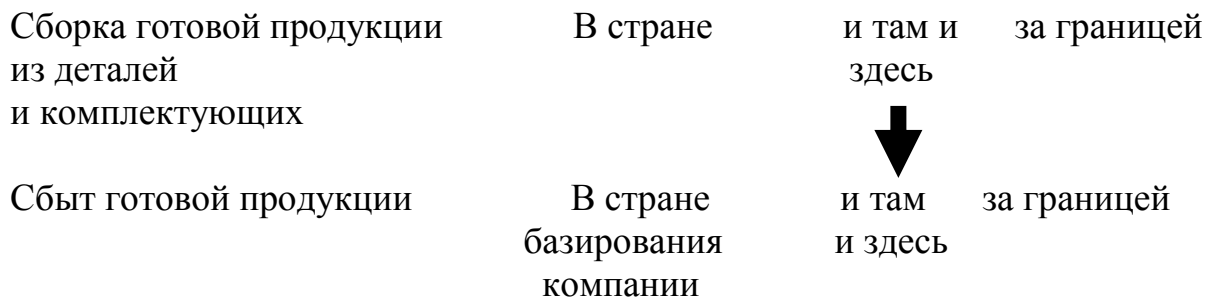 Сборка готовой продукции В стране и там и за границей
из деталей здесь
и комплектующих
Сбыт готовой продукции В стране и там за границей
базирования и здесь
компании